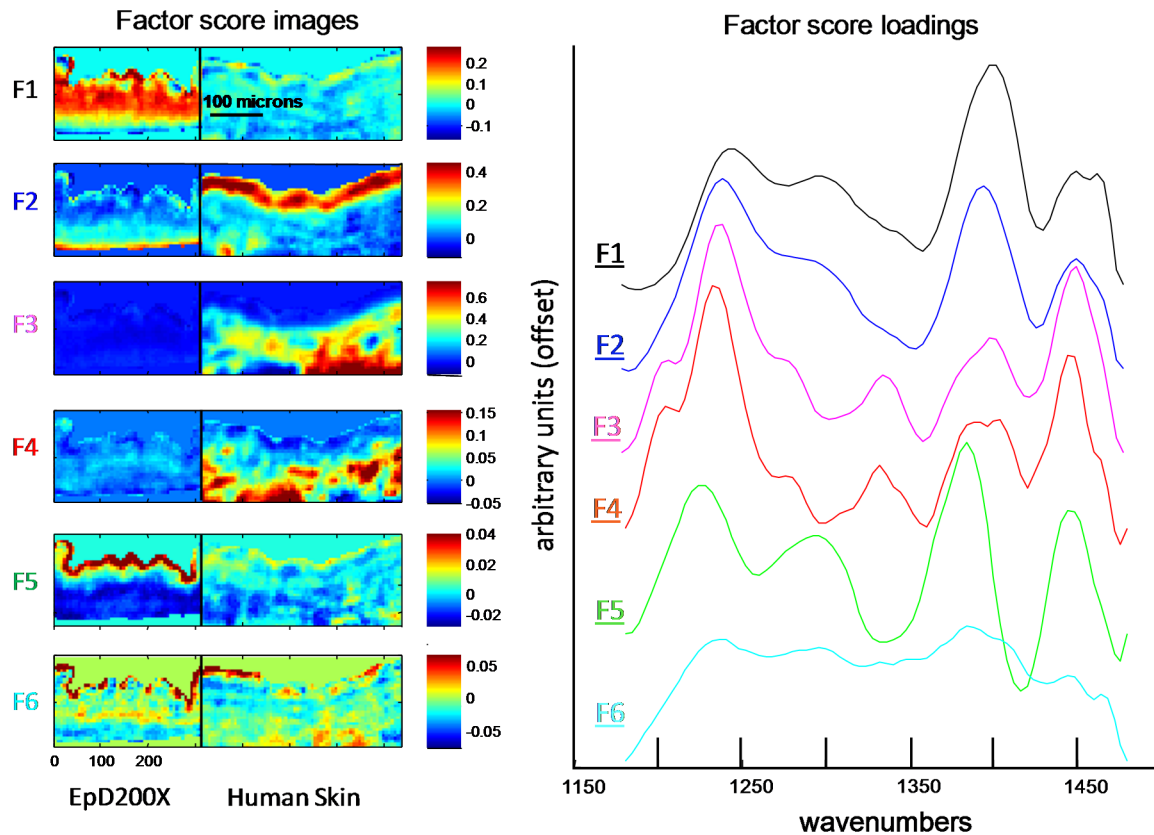 Factor score images
Factor score loadings
F1
100 microns
0.2
0.1
0
-0.1
F2
0.4
0.2
0
F3
0.6
0.4
0.2
0
F4
0.15
0.1
0.05
0
-0.05
F5
0.04
0.02
0
-0.02
F6
0.05
0
-0.05
0 100 200
EpD200X Human Skin
arbitrary units (offset)
F1
F2
F3
F4
F5
F6
1150 1250 1350 1450
wavenumbers